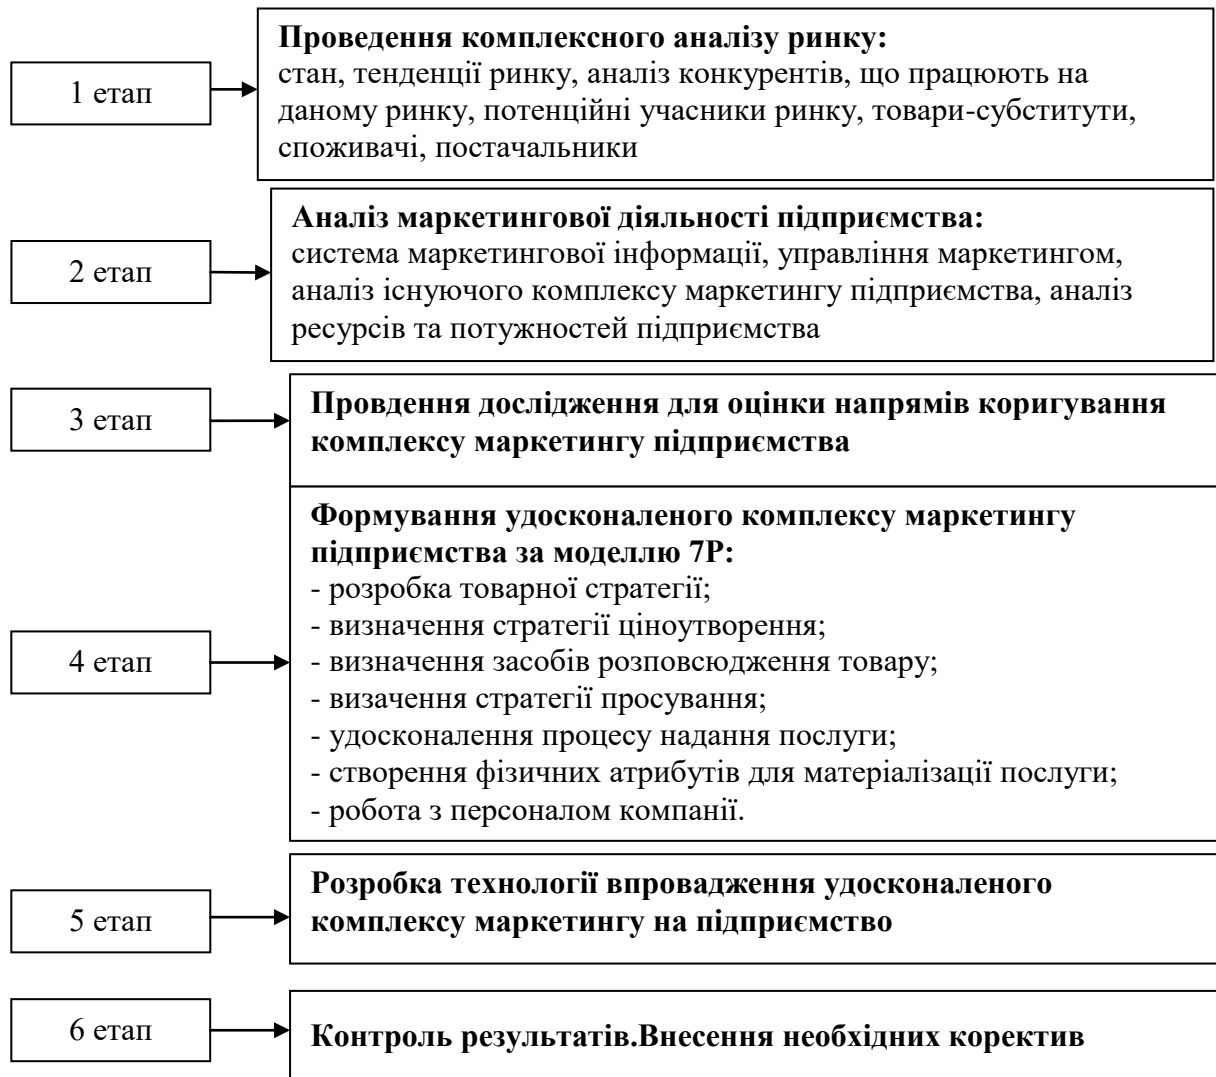 1 етап
Проведення комплексного аналізу ринку:
стан, тенденції ринку, аналіз конкурентів, що працюють на
даному ринку, потенційні учасники ринку, товари-субститути,
споживачі, постачальники
2 етап
Аналіз маркетингової діяльності підприємства:
система маркетингової інформації, управління маркетингом,
аналіз існуючого комплексу маркетингу підприємства, аналіз
ресурсів та потужностей підприємства
3 етап
Провдення дослідження для оцінки напрямів коригування
комплексу маркетингу підприємства
4 етап
Формування удосконаленого комплексу маркетингу
підприємства за моделлю 7Р:
- розробка товарної стратегії;
- визначення стратегії ціноутворення;
- визначення засобів розповсюдження товару;
- визачення стратегії просування;
- удосконалення процесу надання послуги;
- створення фізичних атрибутів для матеріалізації послуги;
- робота з персоналом компанії.
5 етап
Розробка технології впровадження удосконаленого
комплексу маркетингу на підприємство
6 етап
Контроль результатів.Внесення необхідних коректив